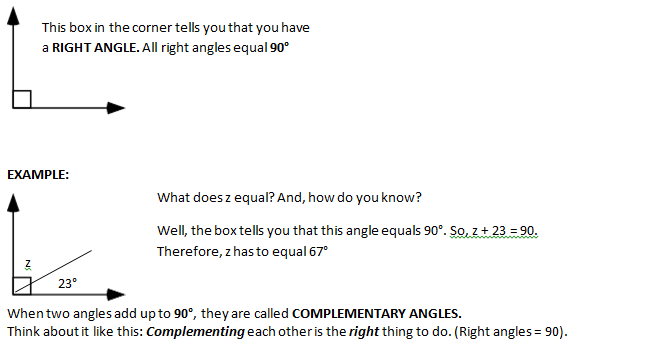 This box in the corner tells you that you have
a RIGHT ANGLE. All right angles equal 90°
EXAMPLE:
What does z equal? And, how do you know?
Well, the box tells you that this angle equals 90°. So, z + 23 = 90.
Therefore, z has to equal 67°
z
23°
When two angles add up to 90°, they are called COMPLEMENTARY ANGLES.
Think about it like this: Complementing each other is the right thing to do. (Right angles = 90).